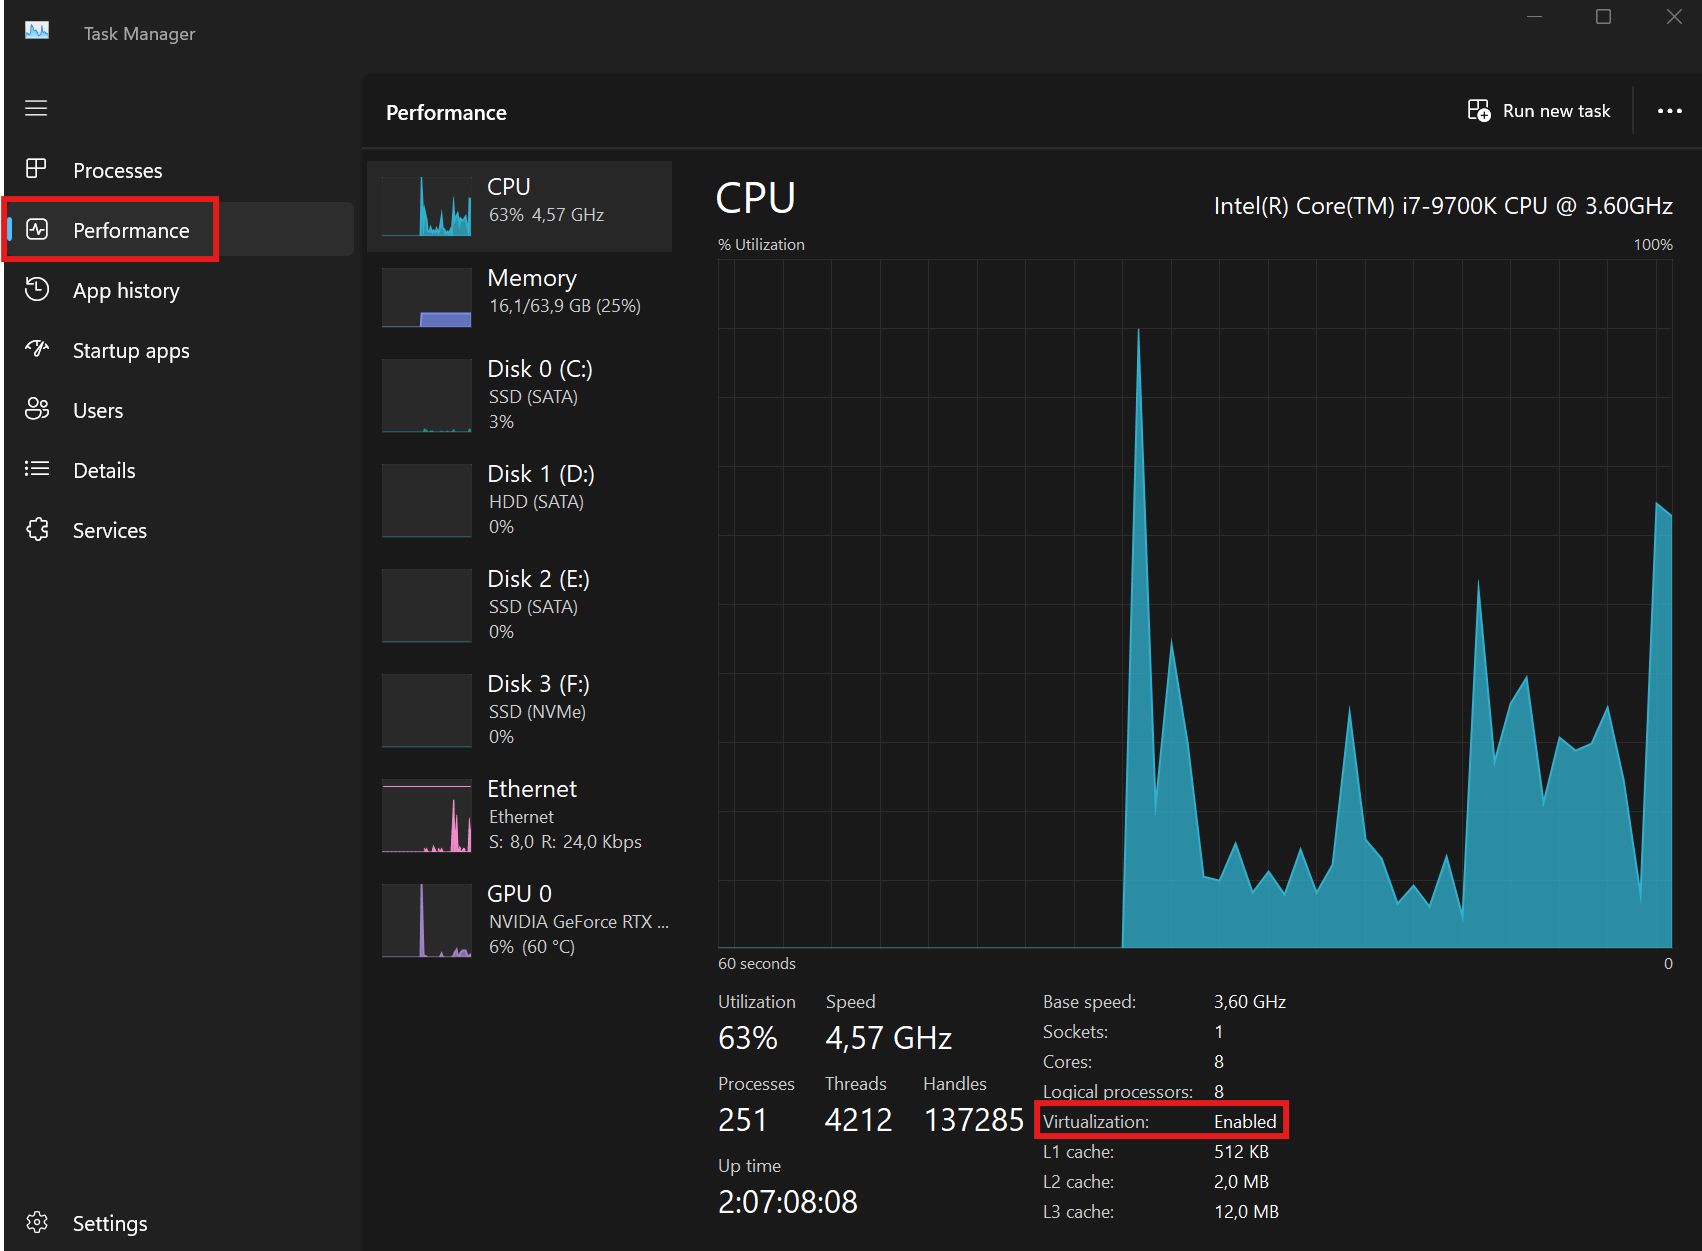 Task Manager
Processes
Performance
App history
Startup apps
Users
Details
Services
Settings
Performance
Run new task
CPU
63% 4,57 GHz
Memory
16,1/63,9 GB (25%)
Disk 0 (C:)
SSD (SATA)
3%
Disk 1 (D:)
HDD (SATA)
0%
Disk 2 (E:)
SSD (SATA)
0%
Disk 3 (F:)
SSD (NVMe)
0%
Ethernet
Ethernet
S: 8,0 R: 24,0 Kbps
GPU 0
NVIDIA GeForce RTX ...
6% (60 °C)
CPU
Intel(R) Core(TM) i7-9700K CPU @ 3.60GHz
% Utilization 100%
60 seconds 0
Utilization Speed
63% 4,57 GHz
Processes Threads Handles
251 4212 137285
Up time
2:07:08:08
Base speed: 3,60 GHz
Sockets: 1
Cores: 8
Logical processors: 8
Virtualization: Enabled
L1 cache: 512 KB
L2 cache: 2,0 MB
L3 cache: 12,0 MB